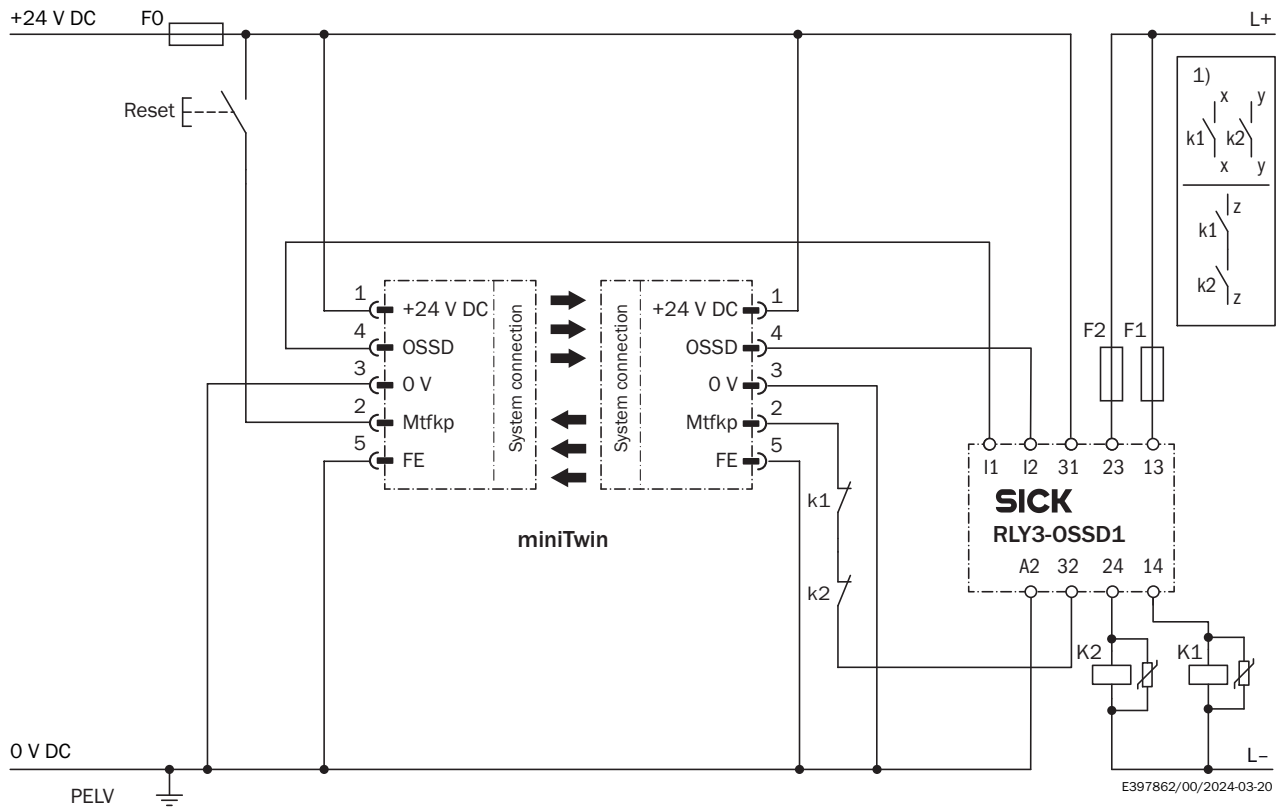 +24 V DC
F0
L+
Reset
1)
x
y
k1
k2
x
y
z
k1
k2
z
1
+24 V DC
4
OSSD
3
0 V
2
Mtfkp
5
FE
System connection
System connection
+24 V DC
1
OSSD
4
0 V
3
Mtfkp
2
FE
5
miniTwin
k1
k2
F2
F1
I1
I2
31
23
13
SICK
RLY3-OSSD1
A2
32
24
14
K2
K1
0 V DC
L–
PELV
E397862/00/2024-03-20